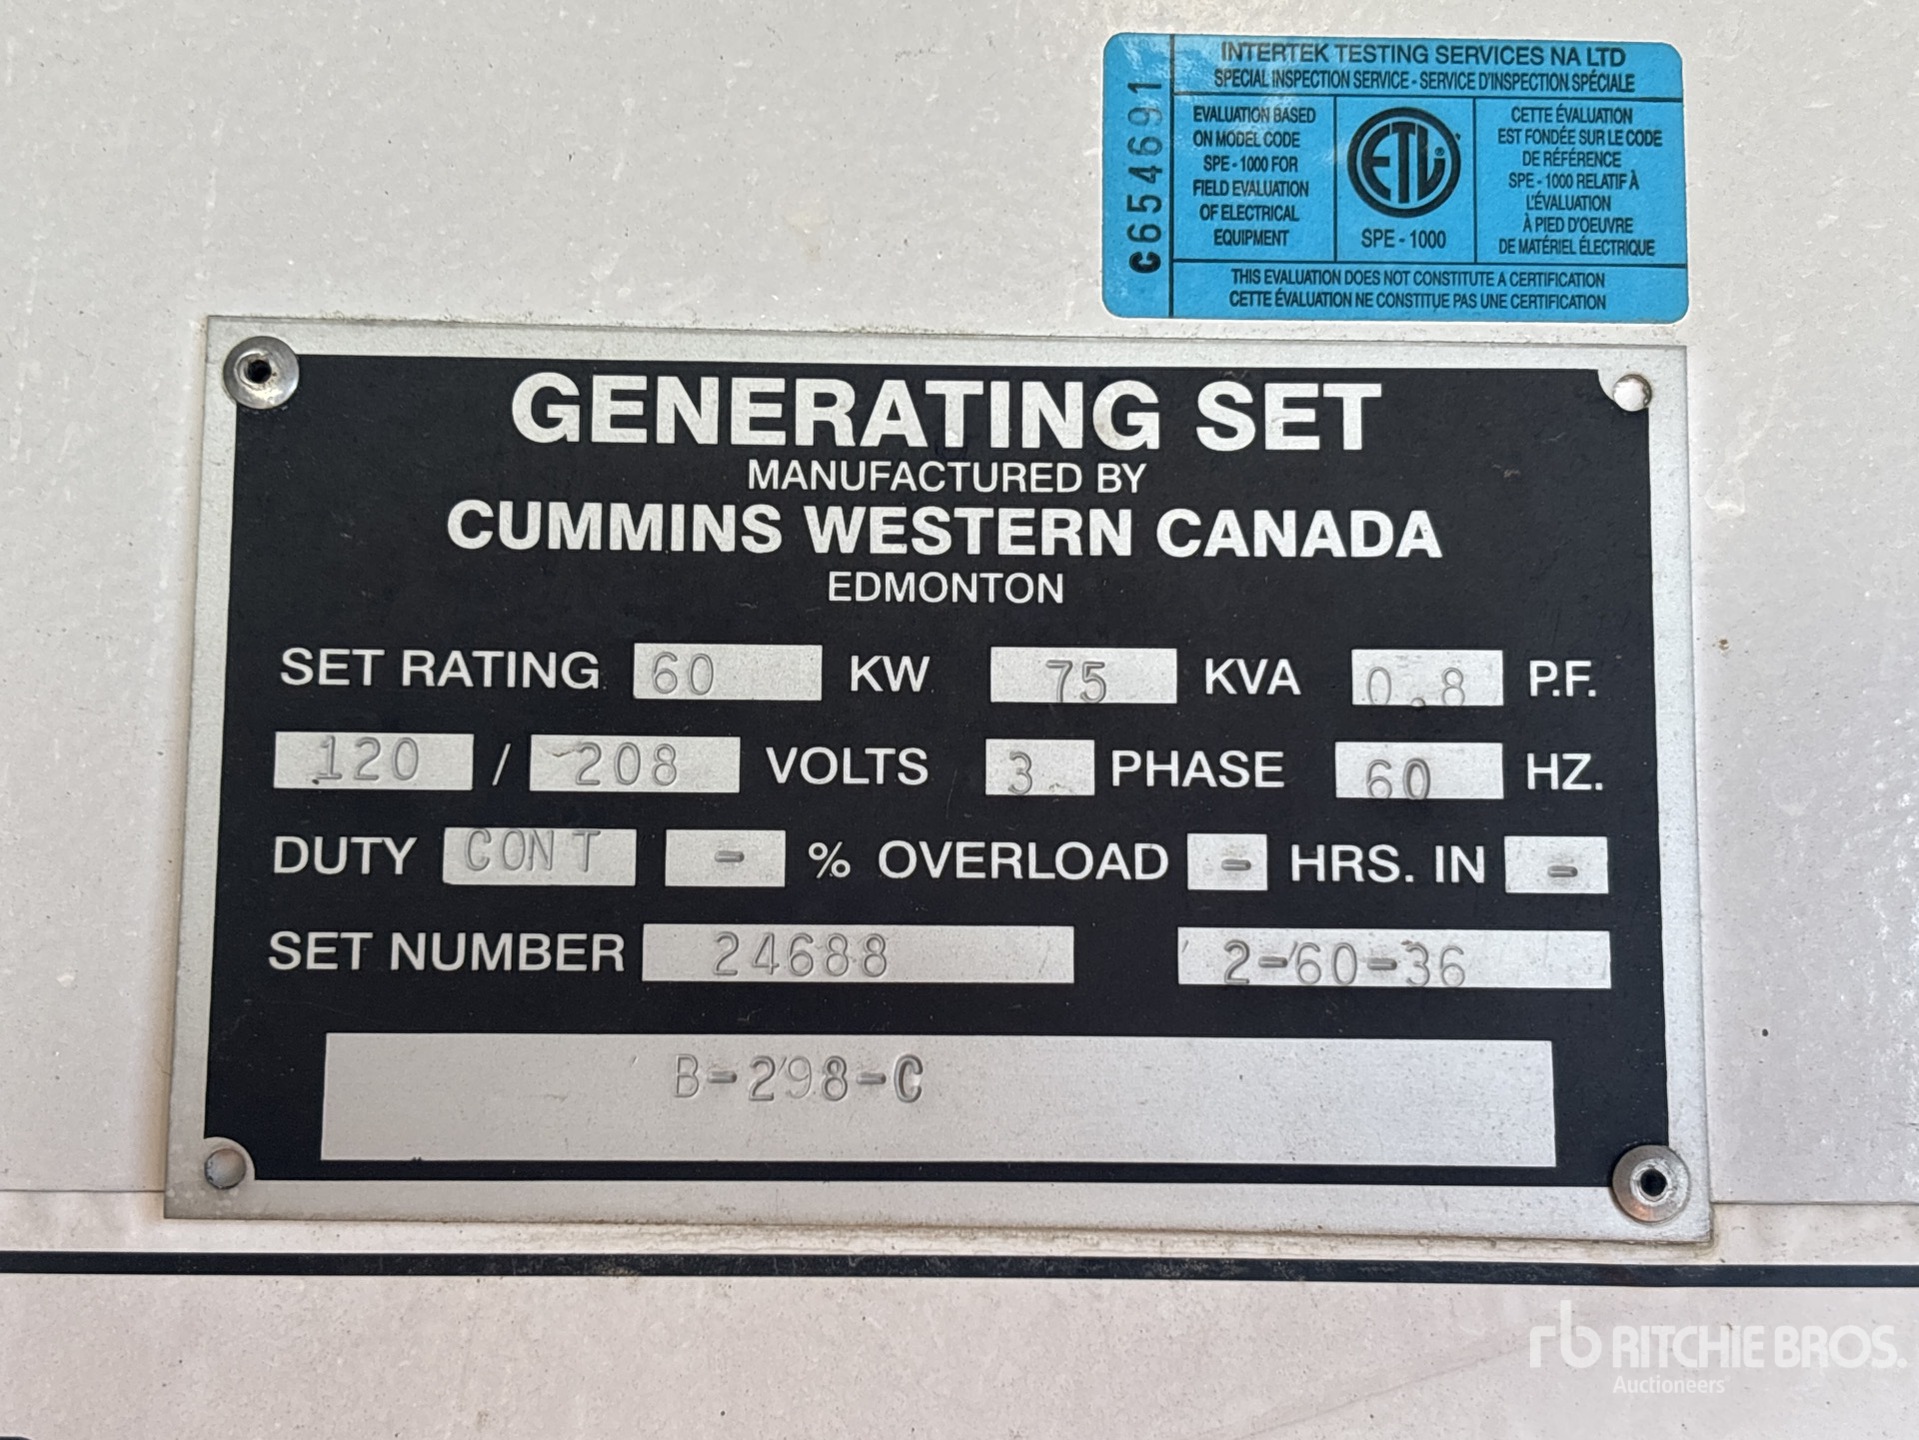 INTERTEK TESTING SERVICES NA LTD
SPECIAL INSPECTION SERVICE - SERVICE D'INSPECTION SPÉCIALE
C654691
EVALUATION BASED
ON MODEL CODE
SPE - 1000 FOR
FIELD EVALUATION
OF ELECTRICAL
EQUIPMENT
ETL
SPE - 1000
CETTE ÉVALUATION
EST FONDÉE SUR LE CODE
DE RÉFÉRENCE
SPE - 1000 RELATIF À
L'ÉVALUATION
À PIED D'OEUVRE
DE MATÉRIEL ÉLECTRIQUE
THIS EVALUATION DOES NOT CONSTITUTE A CERTIFICATION
CETTE ÉVALUATION NE CONSTITUE PAS UNE CERTIFICATION
GENERATING SET
MANUFACTURED BY
CUMMINS WESTERN CANADA
EDMONTON
SET RATING 60 KW 75 KVA 0.8 P.F.
120 / 208 VOLTS 3 PHASE 60 HZ.
DUTY CONT - % OVERLOAD - HRS. IN -
SET NUMBER 24688 2-60-36
B-298-C
rb RITCHIE BROS.
Auctioneers